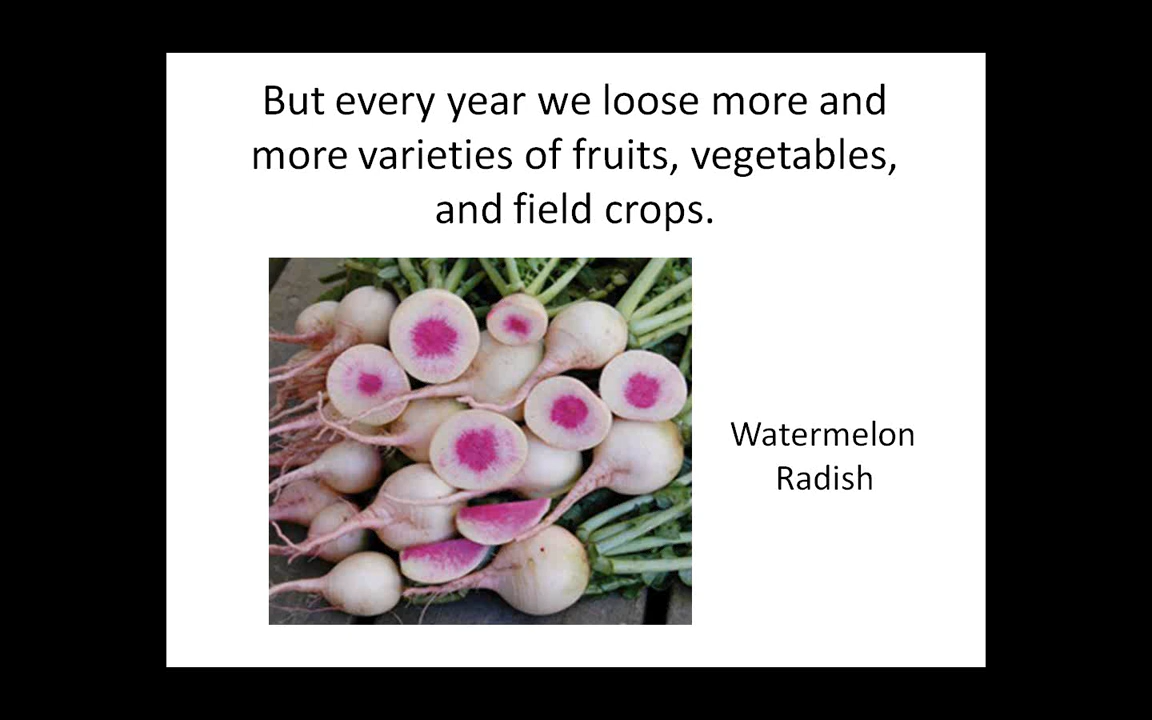 But every year we loose more and
more varieties of fruits, vegetables,
and field crops.
Watermelon
Radish